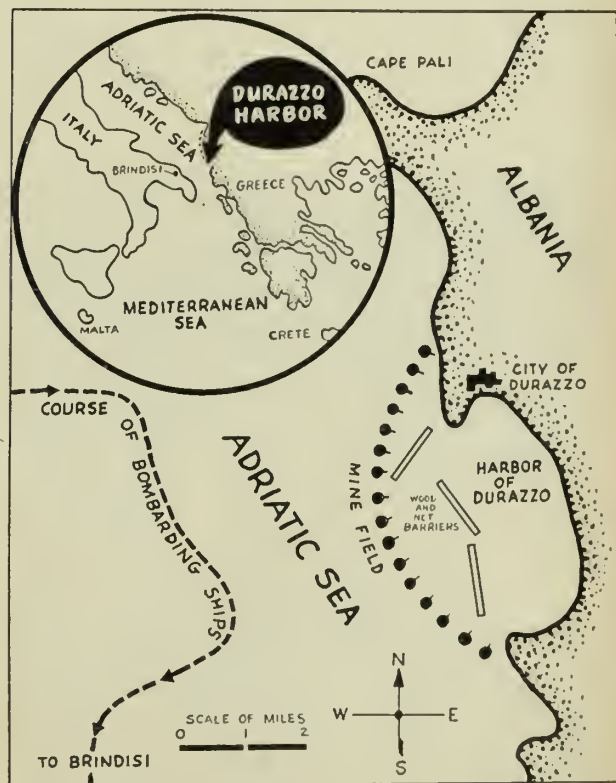 DURAZZO
HARBOR
ADRIATIC SEA
ITALY
BRINDISI
GREECE
MEDITERRANEAN
SEA
MALTA
CRETE
CAPE PALI
ALBANIA
CITY OF
DURAZZO
HARBOR
OF
DURAZZO
WOOL
AND
NET
BARRIERS
MINE FIELD
ADRIATIC SEA
COURSE
OF BOMBARDING SHIPS
TO BRINDISI
SCALE OF MILES
0 1 2
N
W E
S